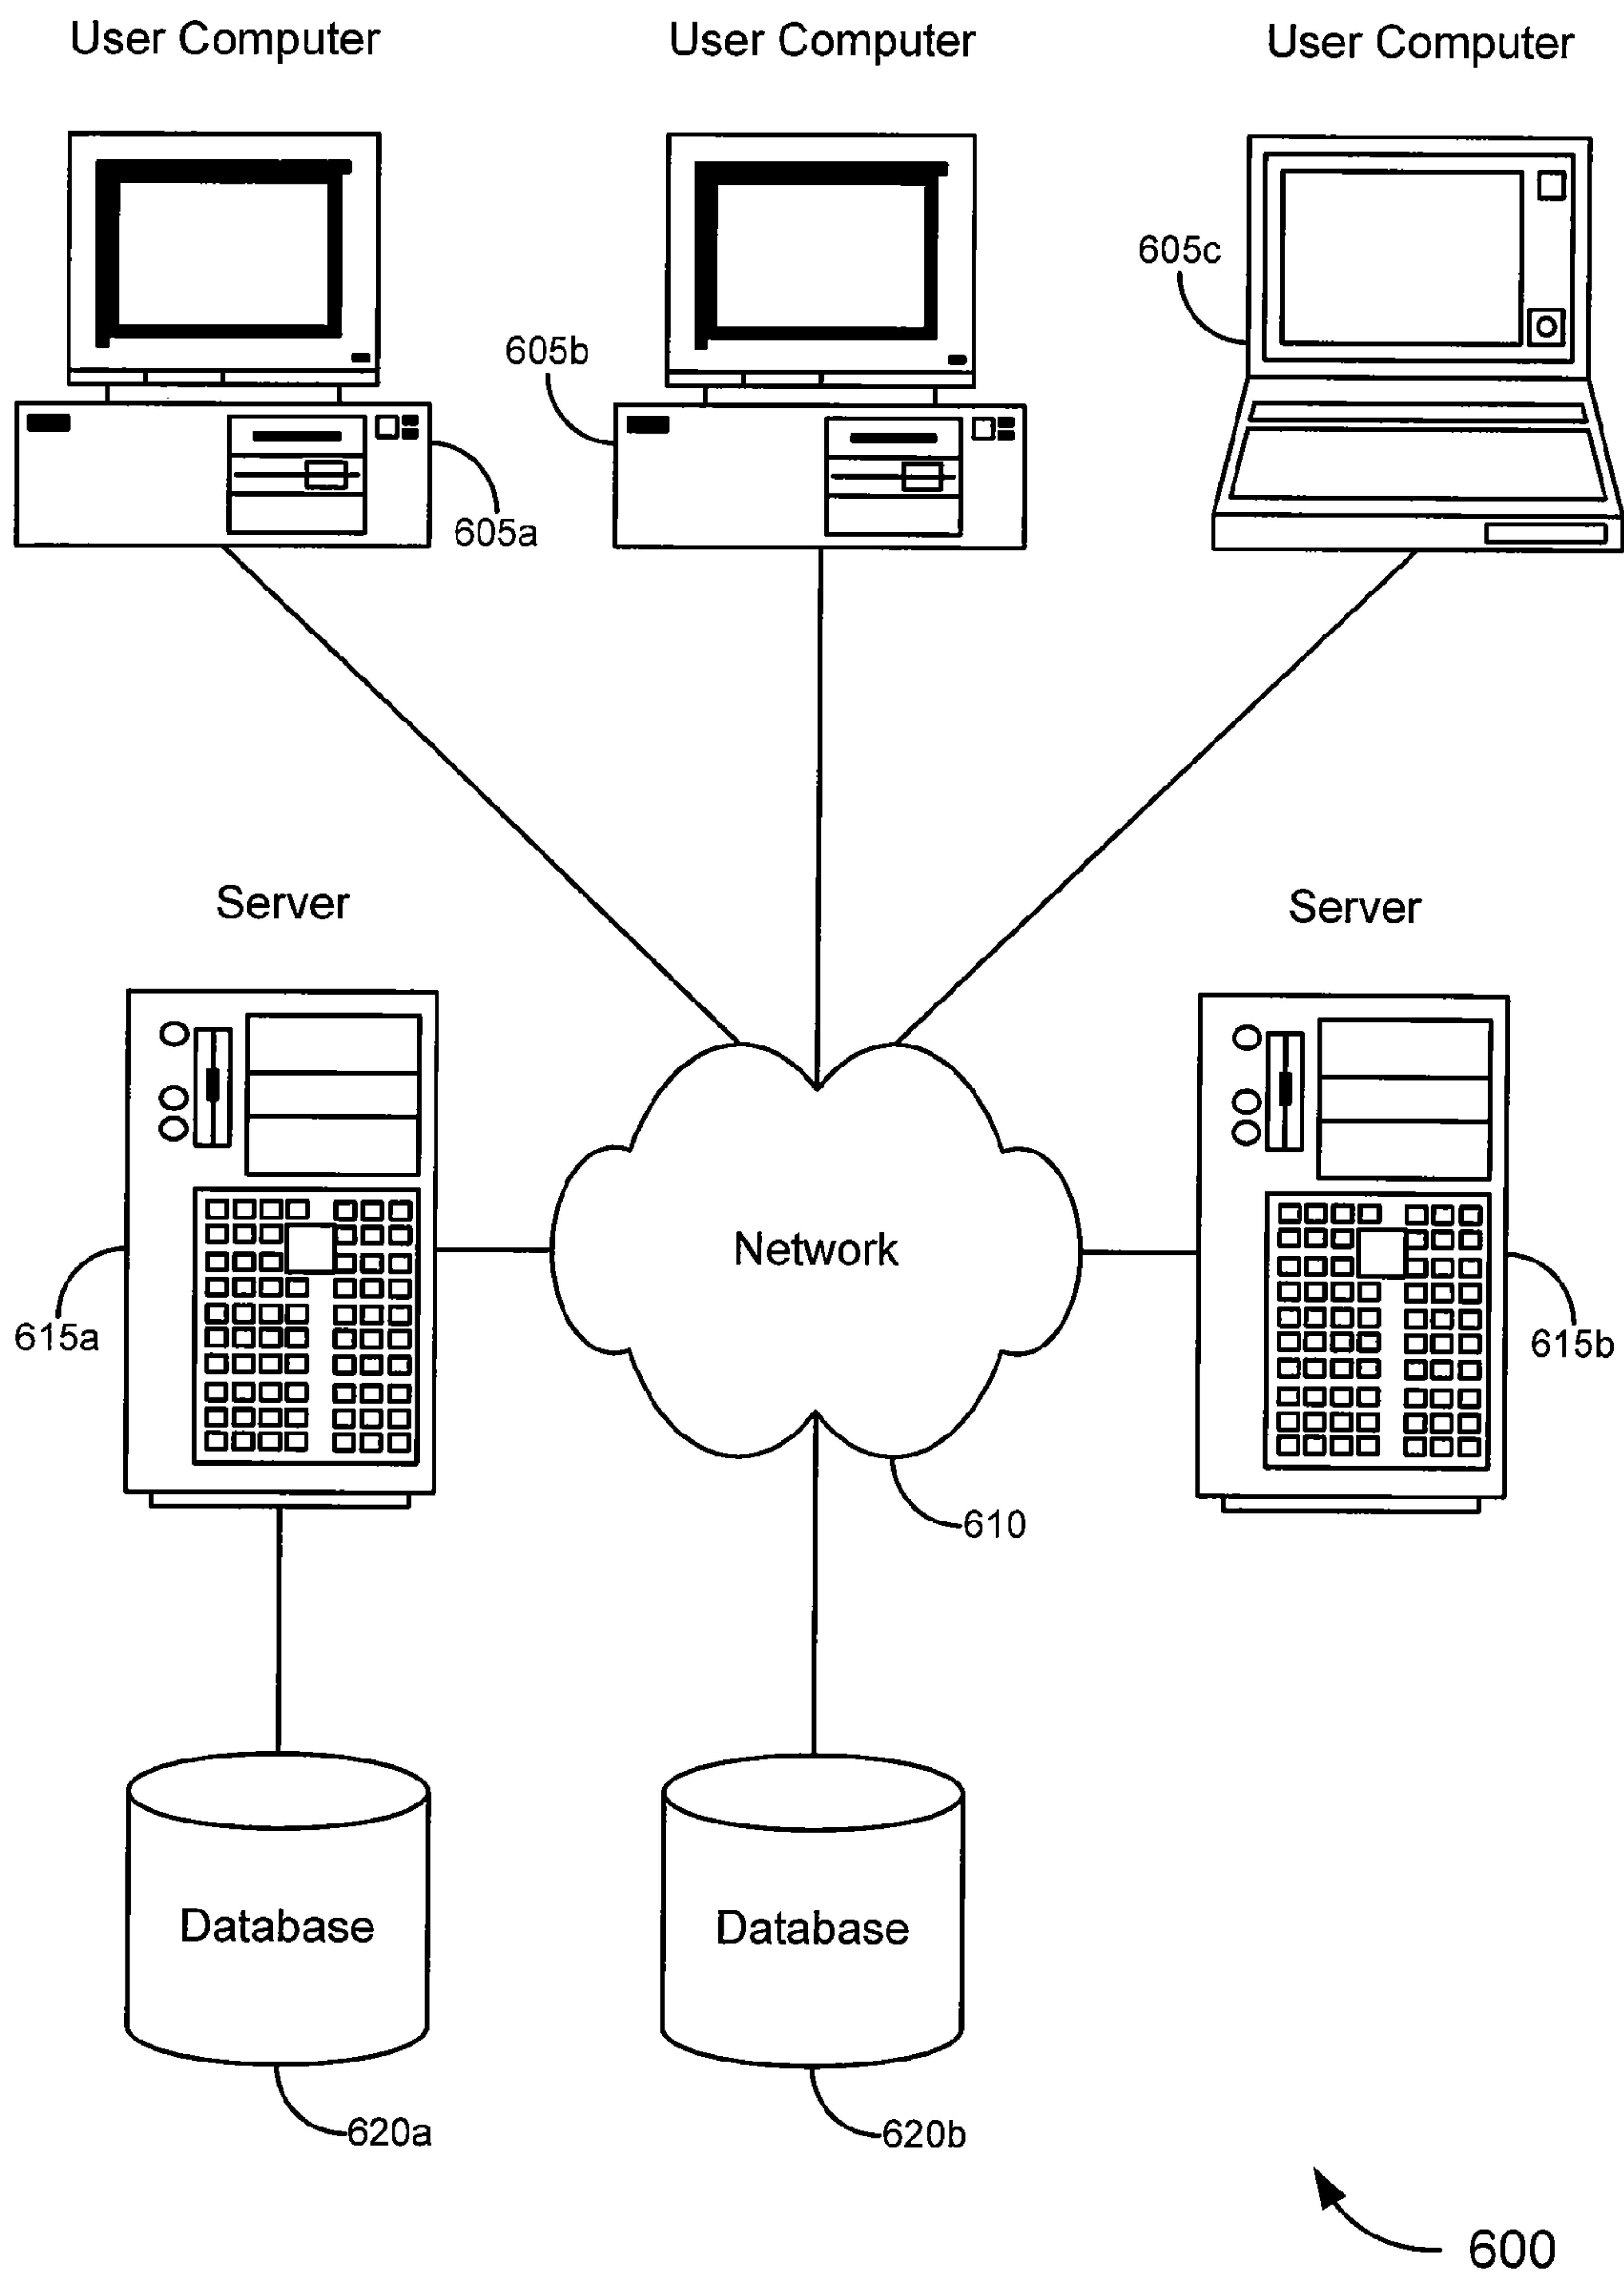 User Computer
User Computer
User Computer
605c
605b
605a
Server
Server
Network
615a
615b
610
Database
Database
620a
620b
600